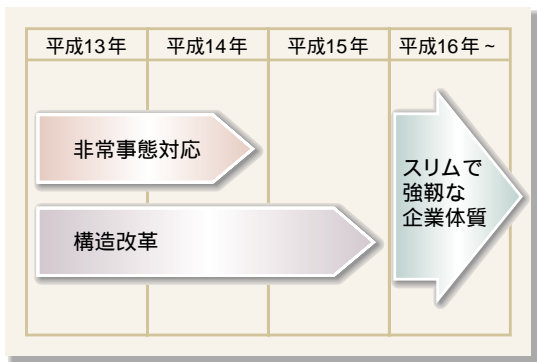 平成13年 平成14年 平成15年 平成16年~
非常事態対応
構造改革
スリムで
強靱な
企業体質